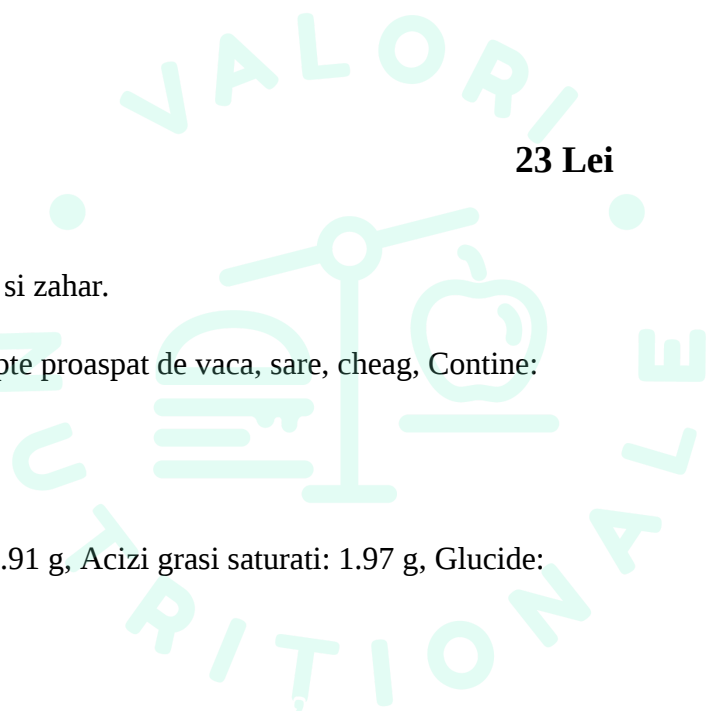 VALORI
23 Lei
si zahar.
pte proaspat de vaca, sare, cheag, Contine:
.91 g, Acizi grasi saturati: 1.97 g, Glucide:
NUTRITIONALE